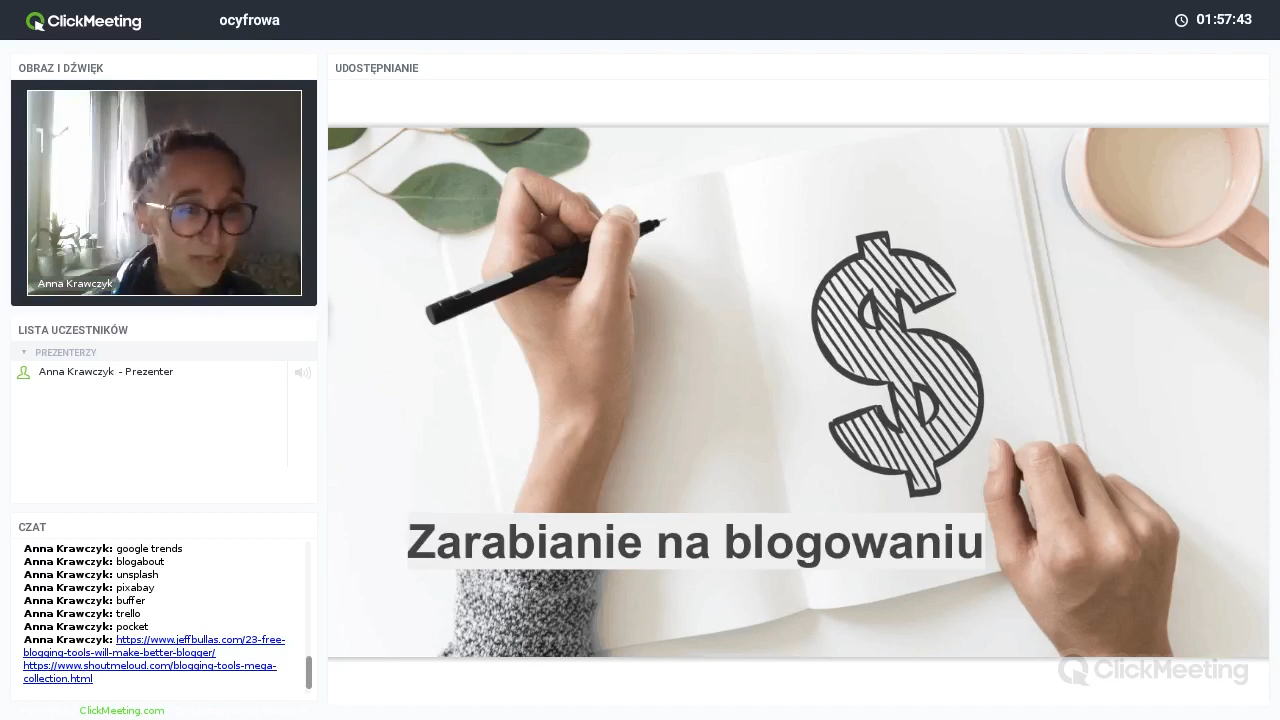 ClickMeeting
ocyfrowa
01:57:43
OBRAZ I DŹWIĘK
Anna Krawczyk
LISTA UCZESTNIKÓW
PREZENTERZY
Anna Krawczyk - Prezenter
CZAT
Anna Krawczyk: google trends
Anna Krawczyk: blogabout
Anna Krawczyk: unsplash
Anna Krawczyk: pixabay
Anna Krawczyk: buffer
Anna Krawczyk: trello
Anna Krawczyk: pocket
Anna Krawczyk: https://www.jeffbullas.com/23-free-
blogging-tools-will-make-better-blogger/
https://www.shoutmeloud.com/blogging-tools-mega-
collection.html
ClickMeeting.com
UDOSTĘPNIANIE
$
Zarabianie na blogowaniu
ClickMeeting